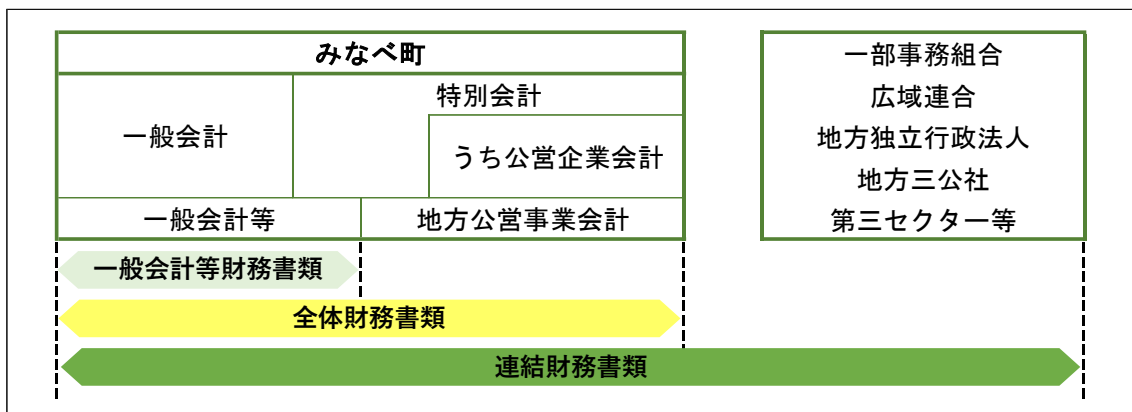 みなべ町
一般会計
特別会計
うち公営企業会計
一般会計等
地方公営事業会計
一部事務組合
広域連合
地方独立行政法人
地方三公社
第三セクター等
一般会計等財務書類
全体財務書類
連結財務書類